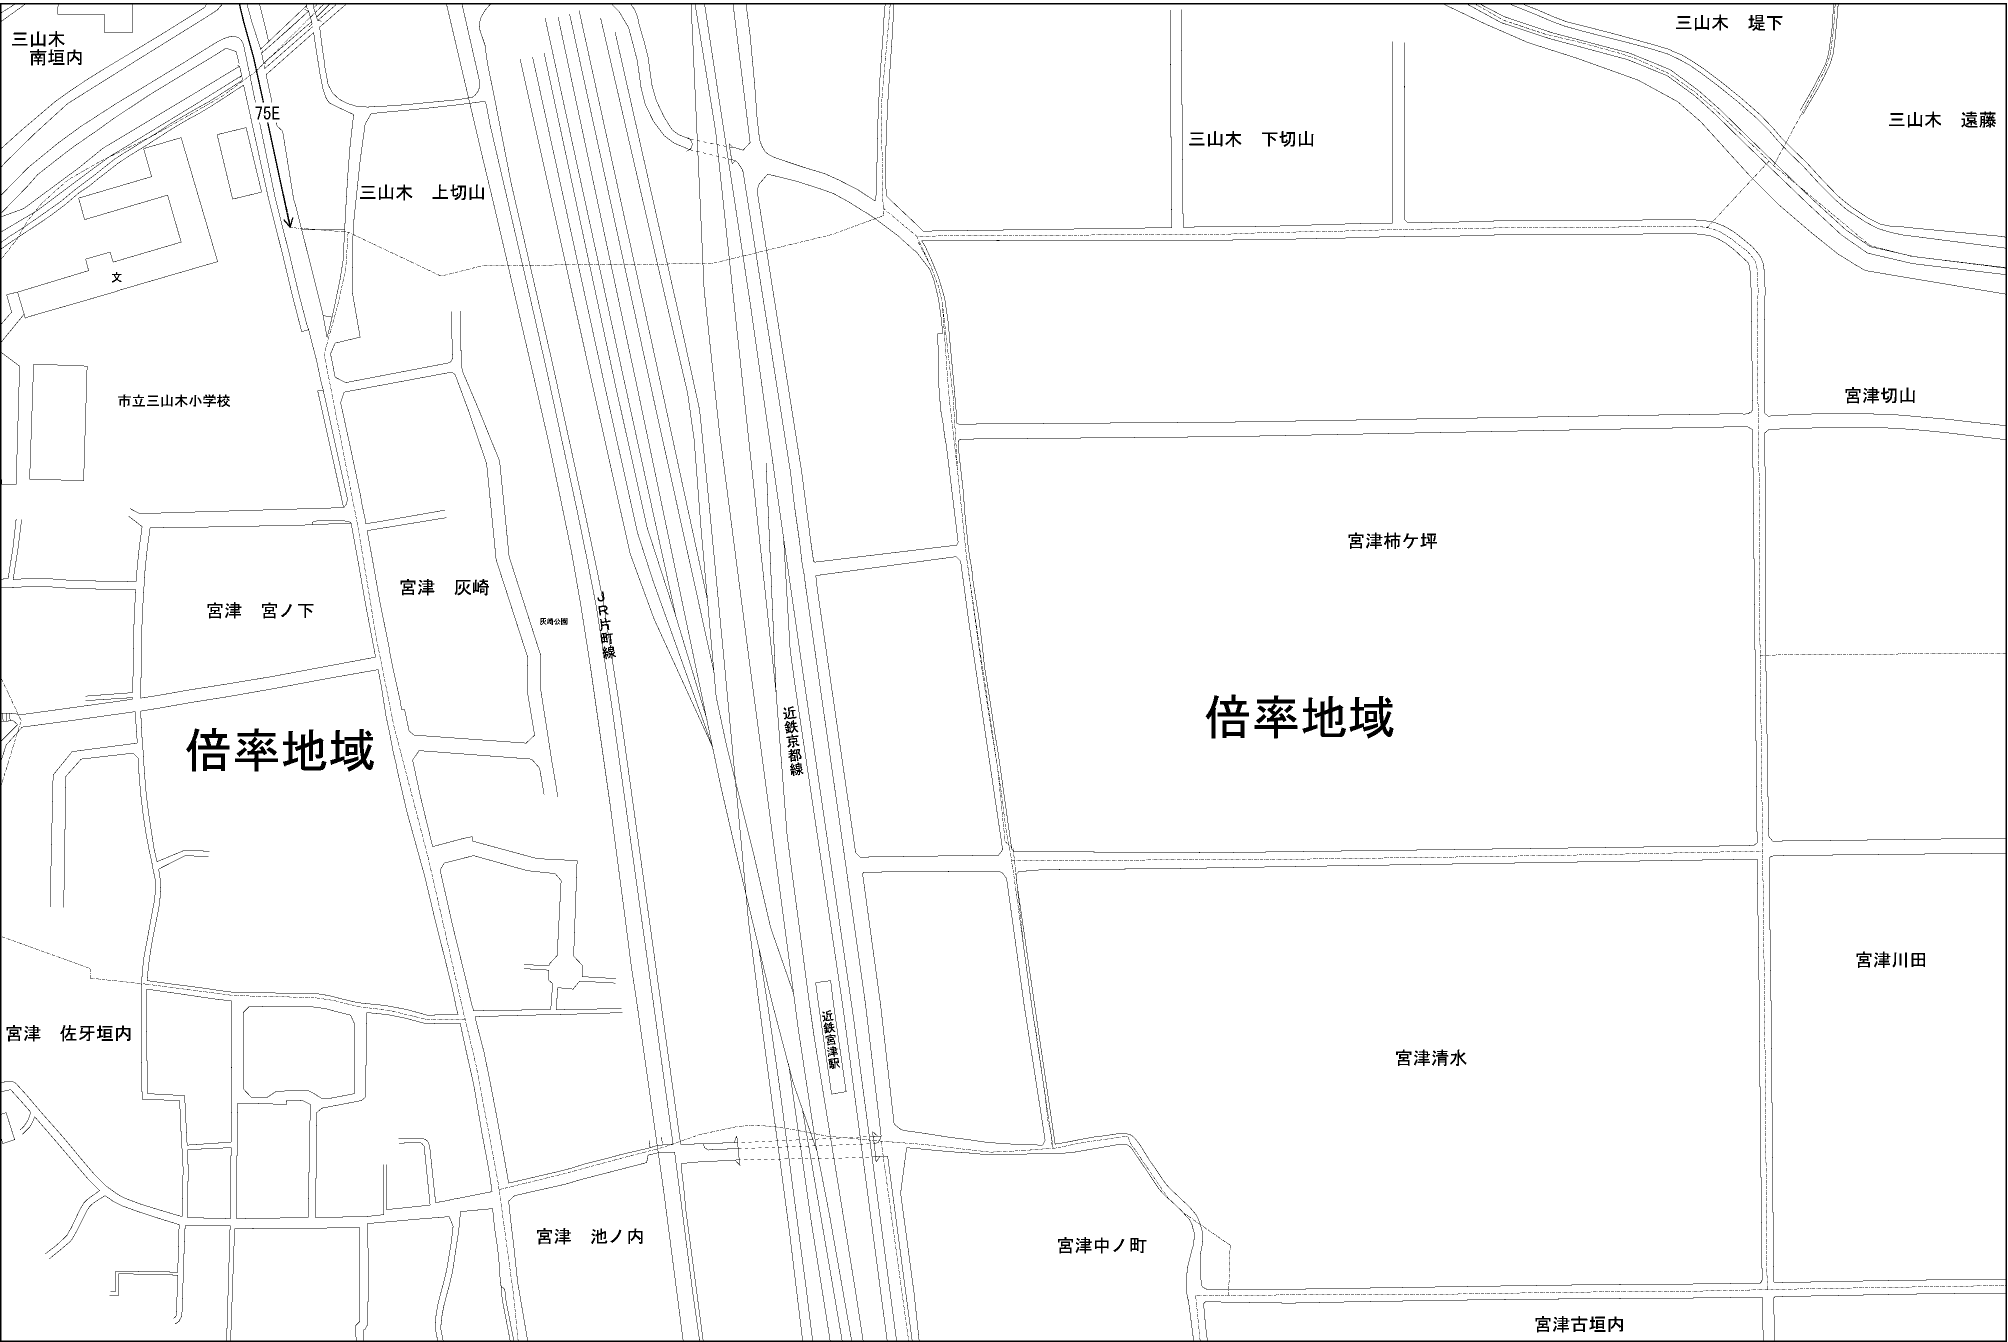 三山木　堤下
三山木
南垣内
75E
三山木　遠藤
三山木　下切山
三山木　上切山
文
宮津切山
市立三山木小学校
宮津柿ケ坪
宮津　灰崎
宮津　宮ノ下
灰崎公園
JR片町線
倍率地域
近鉄京都線
倍率地域
宮津川田
近鉄宮津駅
宮津　佐牙垣内
宮津清水
宮津　池ノ内
宮津中ノ町
宮津古垣内